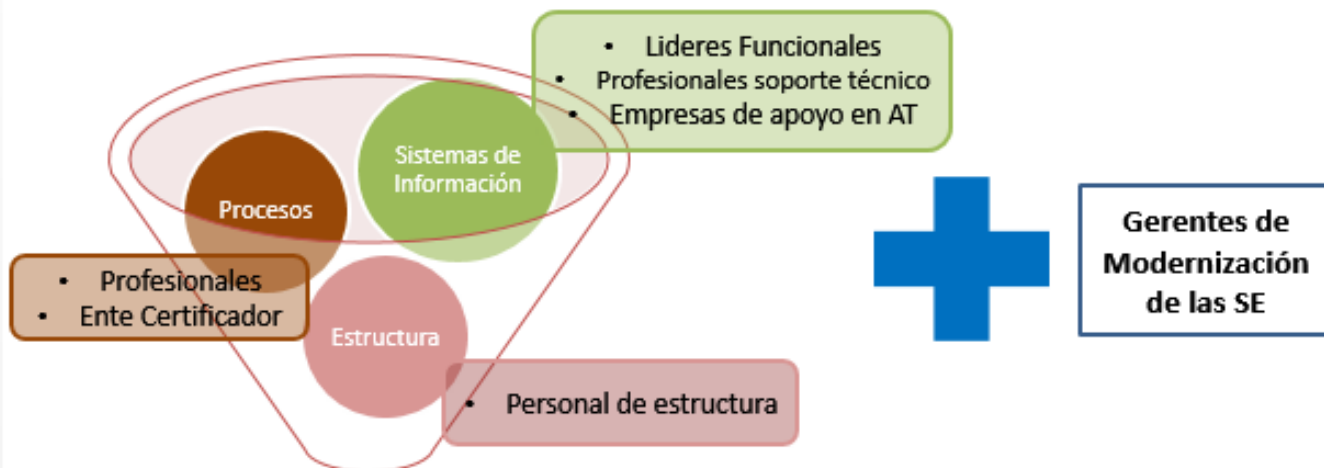 • Lideres Funcionales
• Profesionales soporte técnico
• Empresas de apoyo en AT
Sistemas de
Información
Procesos
• Profesionales
• Ente Certificador
Estructura
• Personal de estructura
Gerentes de
Modernización
de las SE